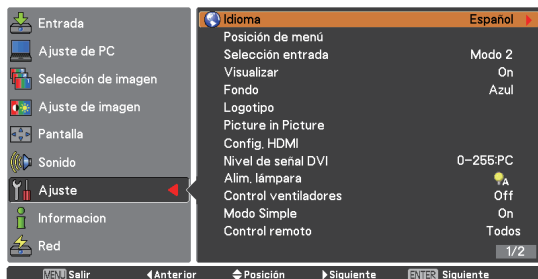 Entrada
Ajuste de PC
Selección de imagen
Ajuste de imagen
Pantalla
Sonido
Ajuste
Informacion
Red
Idioma Español
Posición de menú
Selección entrada Modo 2
Visualizar On
Fondo Azul
Logotipo
Picture in Picture
Config. HDMI
Nivel de señal DVI 0-255:PC
Alim. lámpara A
Control ventiladores Off
Modo Simple On
Control remoto Todos
1/2
MENU Salir Anterior Posición Siguiente ENTER Siguiente